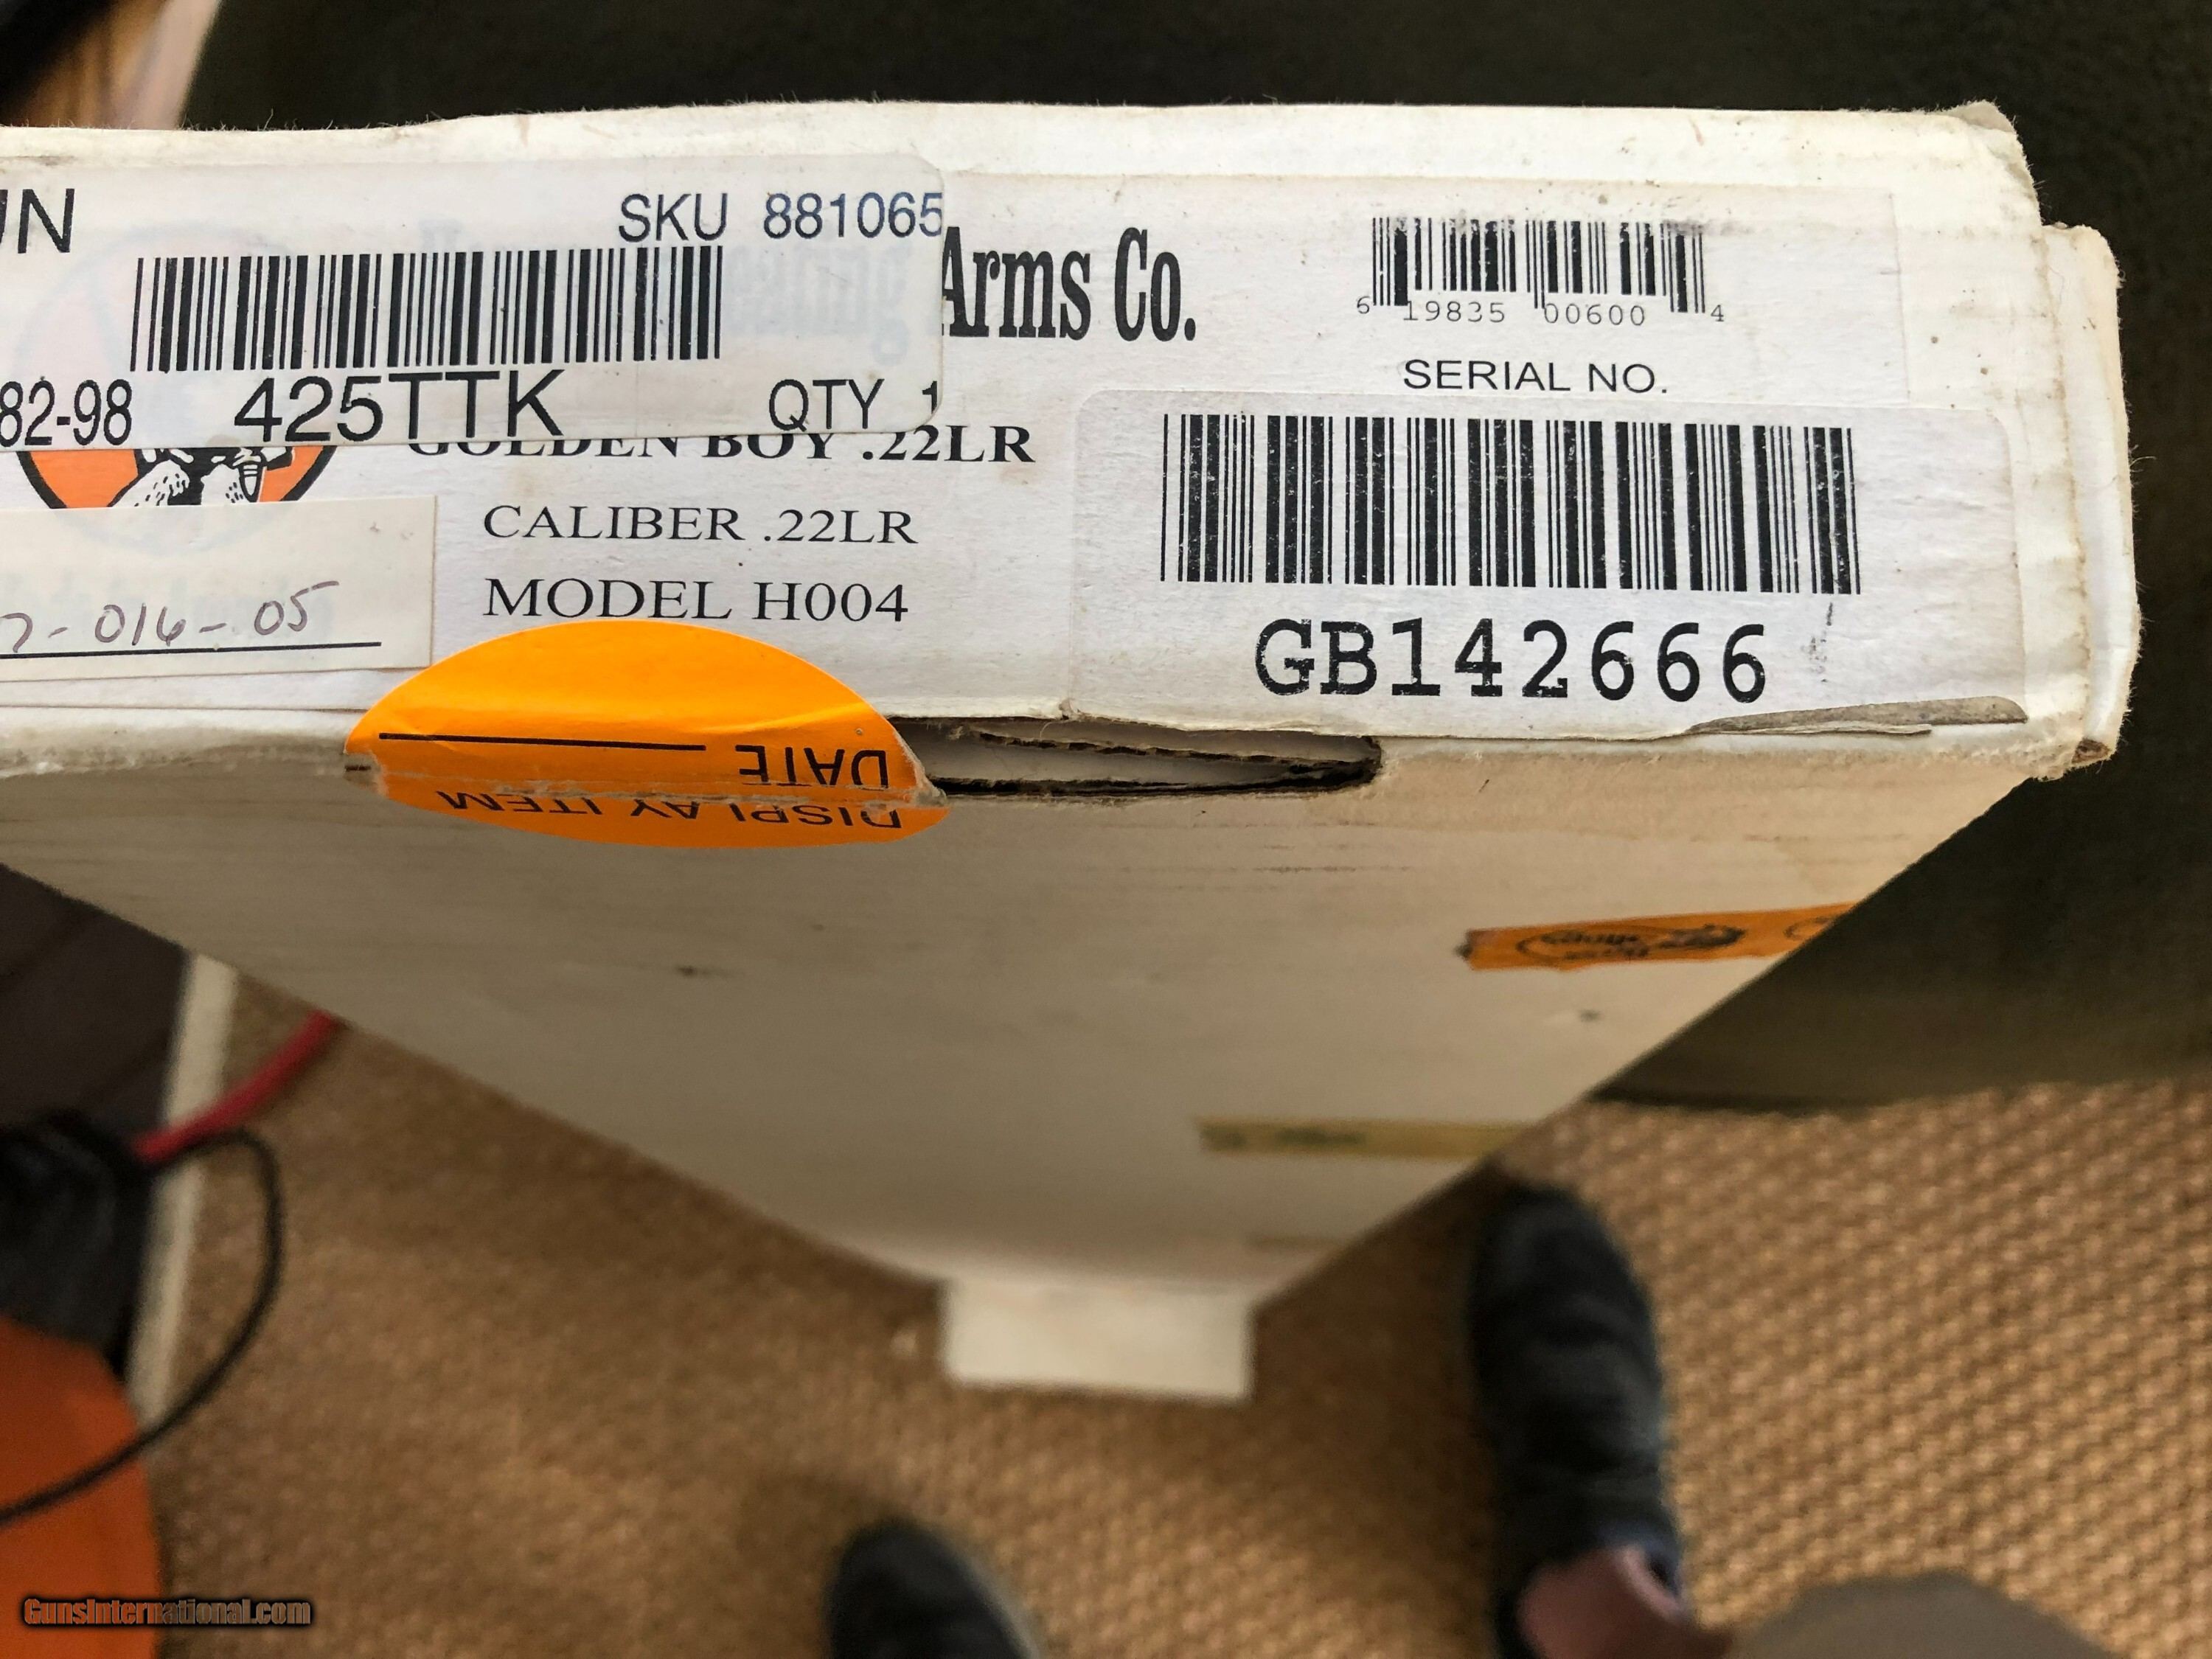 SKU 881065
Arms Co.
6 19835 00600 4
SERIAL NO.
82-98 425TTK QTY 1
GOLDEN BOY .22LR
CALIBER .22LR
MODEL H004
GB142666
-016-05
DATE
DISPLAY ITEM
GunsInternational.com